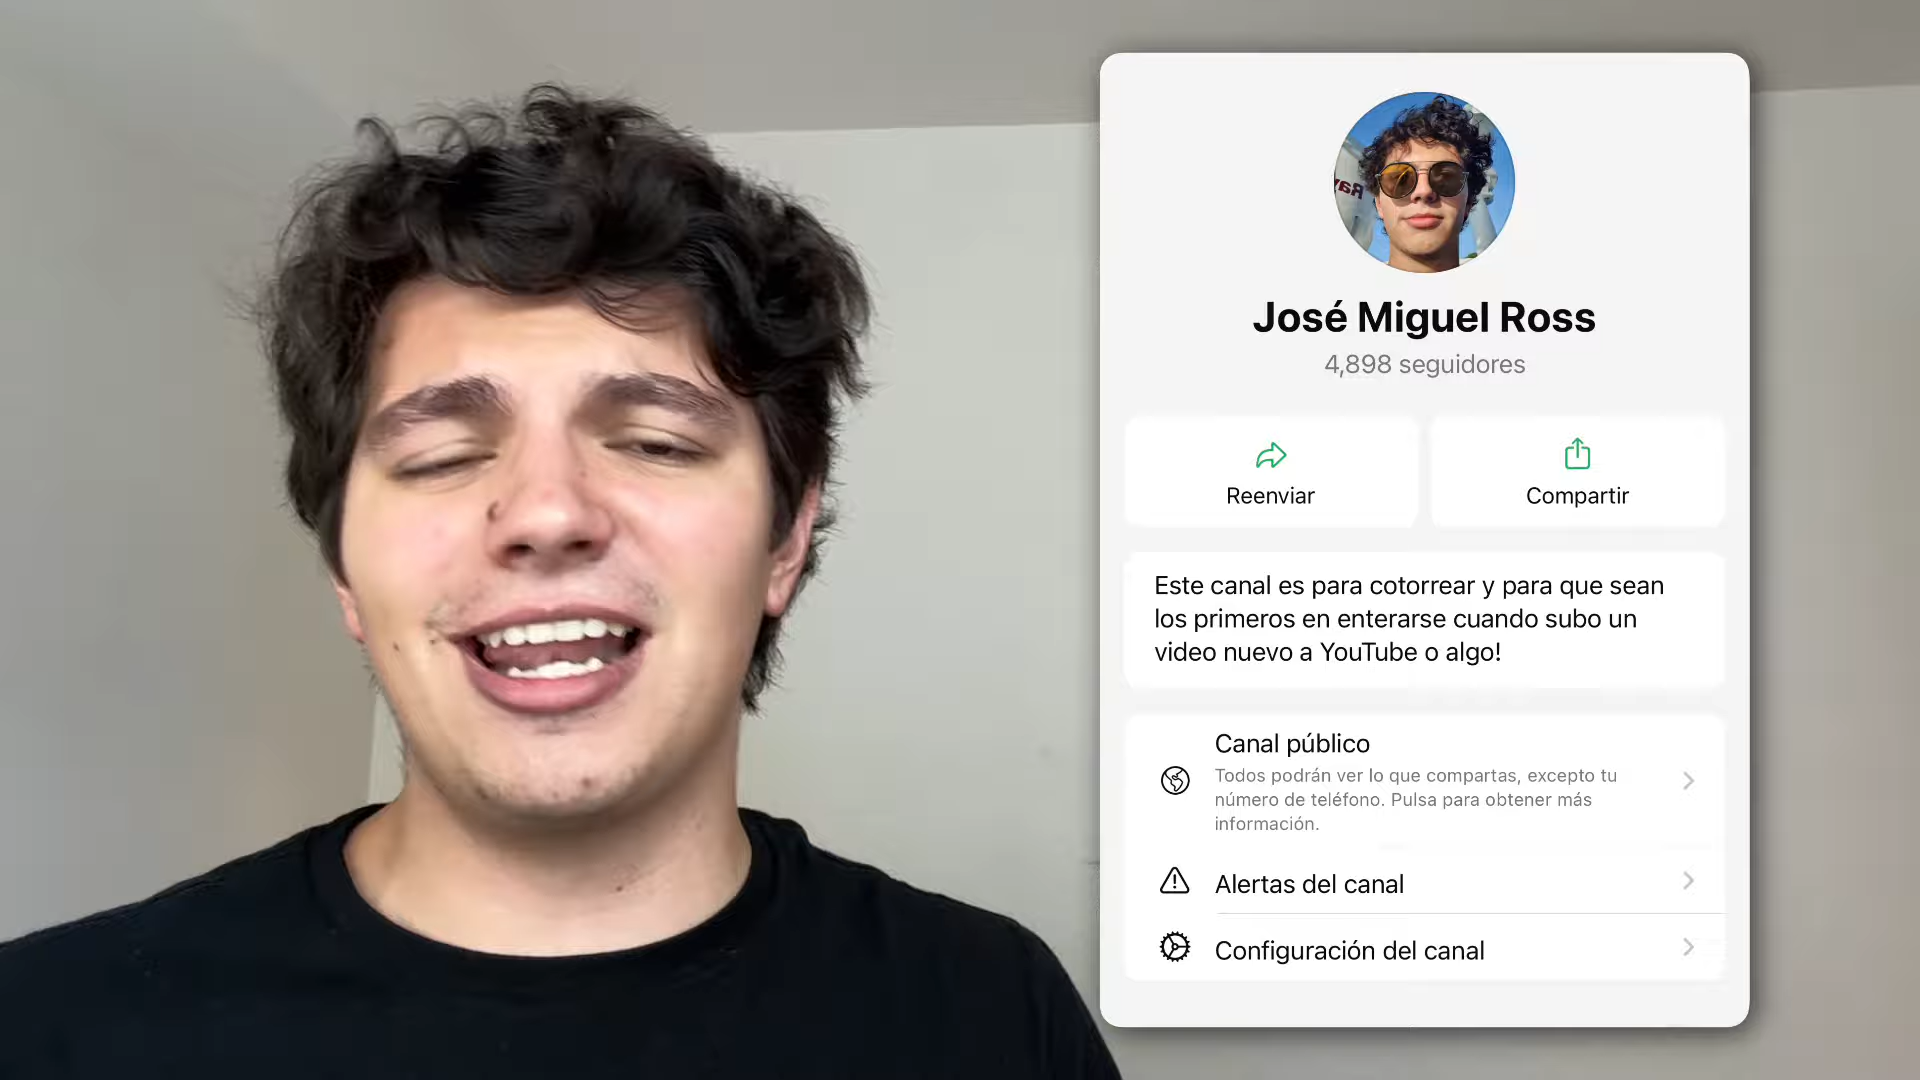 José Miguel Ross
4,898 seguidores
Reenviar
Compartir
Este canal es para cotorrear y para que sean
los primeros en enterarse cuando subo un
video nuevo a YouTube o algo!
Canal público
Todos podrán ver lo que compartas, excepto tu
número de teléfono. Pulsa para obtener más
información.
Alertas del canal
Configuración del canal